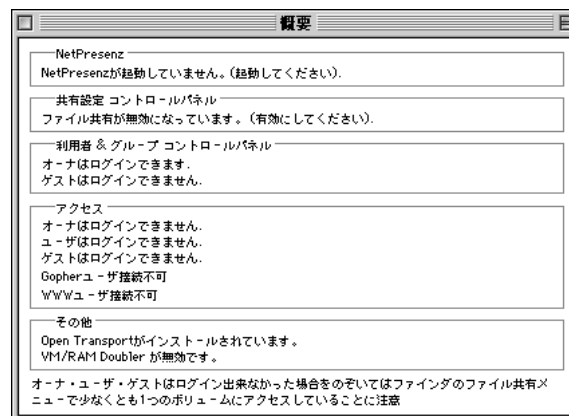 概要
NetPresenz
NetPresenzが起動していません。(起動してください).
共有設定 コントロールパネル
ファイル共有が無効になっています。(有効にしてください).
利用者 & グループ コントロールパネル
オーナはログインできます.
ゲストはログインできません.
アクセス
オーナはログインできません.
ユーザはログインできません.
ゲストはログインできません.
Gopherユーザ接続不可
WWWユーザ接続不可
その他
Open Transportがインストールされています。
VM/RAM Doubler が無効です。
オーナ・ユーザ・ゲストはログイン出来なかった場合をのぞいてはファインダのファイル共有メ
ニューで少なくとも1つのボリュームにアクセスしていることに注意